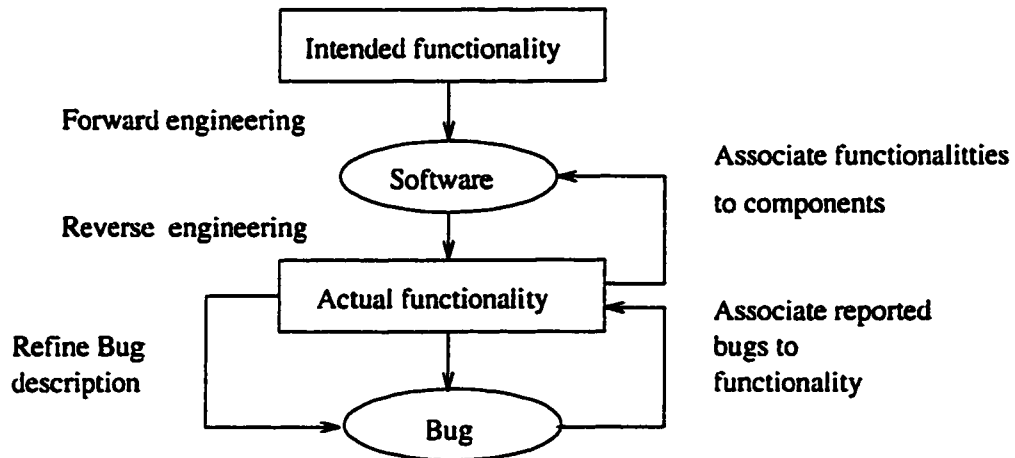 Intended functionality
Forward engineering
Software
Associate functionalitties
to components
Reverse engineering
Actual functionality
Associate reported
bugs to
functionality
Refine Bug
description
Bug